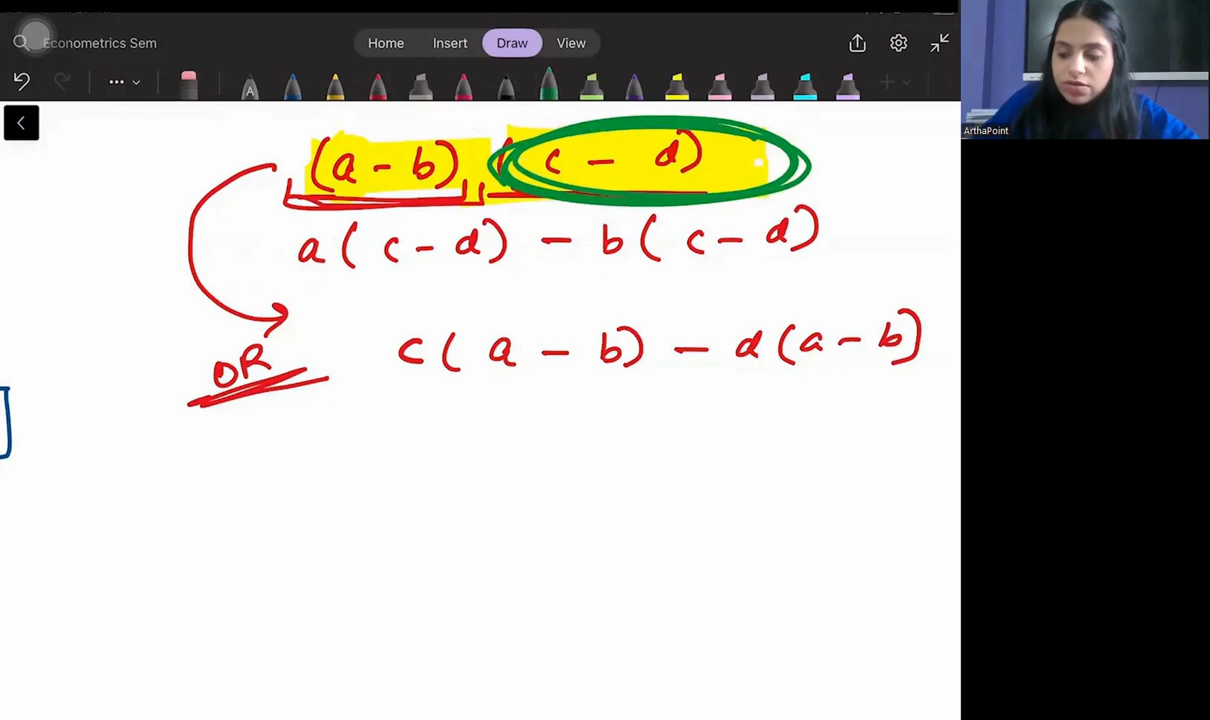 Econometrics Sem
Home Insert Draw View
A
ArthaPoint
(a - b) (c - d)
a(c - d) - b(c - d)
OR
c(a - b) - d(a - b)